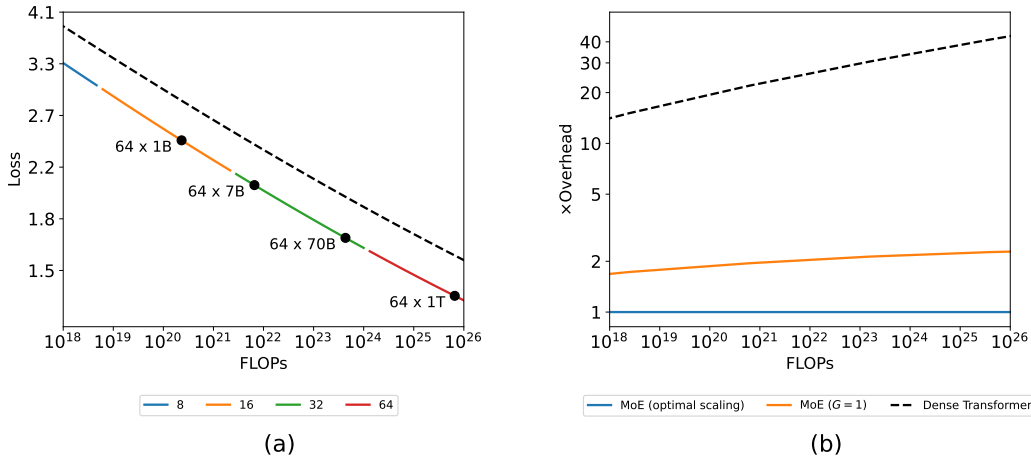 4.1
3.3
2.7
2.2
1.8
1.5
Loss
64 x 1B
64 x 7B
64 x 70B
64 x 1T
10^18 10^19 10^20 10^21 10^22 10^23 10^24 10^25 10^26
FLOPs
8 16 32 64
(a)
40
30
20
10
5
2
1
×Overhead
10^18 10^19 10^20 10^21 10^22 10^23 10^24 10^25 10^26
FLOPs
MoE (optimal scaling) MoE (G = 1) Dense Transformer
(b)